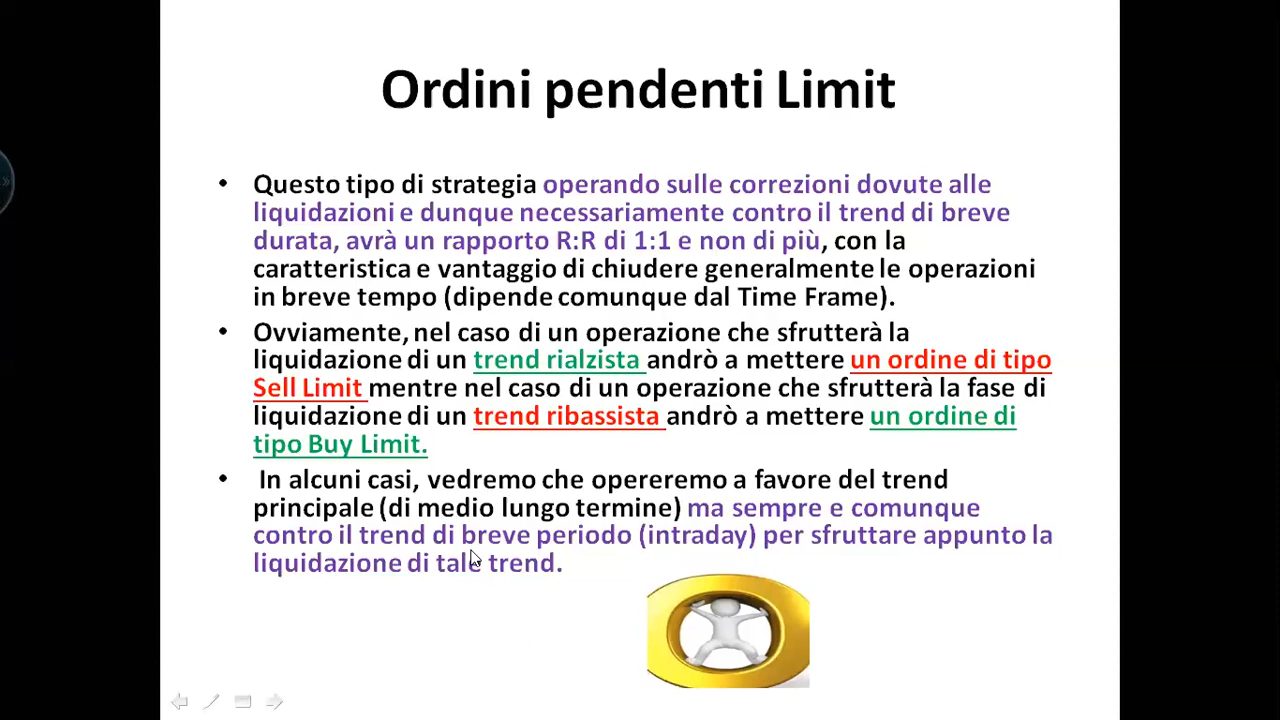 Ordini pendenti Limit
• Questo tipo di strategia operando sulle correzioni dovute alle
liquidazioni e dunque necessariamente contro il trend di breve
durata, avrà un rapporto R:R di 1:1 e non di più, con la
caratteristica e vantaggio di chiudere generalmente le operazioni
in breve tempo (dipende comunque dal Time Frame).
• Ovviamente, nel caso di un operazione che sfrutterà la
liquidazione di un trend rialzista andrò a mettere un ordine di tipo
Sell Limit mentre nel caso di un operazione che sfrutterà la fase di
liquidazione di un trend ribassista andrò a mettere un ordine di
tipo Buy Limit.
• In alcuni casi, vedremo che opereremo a favore del trend
principale (di medio lungo termine) ma sempre e comunque
contro il trend di breve periodo (intraday) per sfruttare appunto la
liquidazione di tale trend.